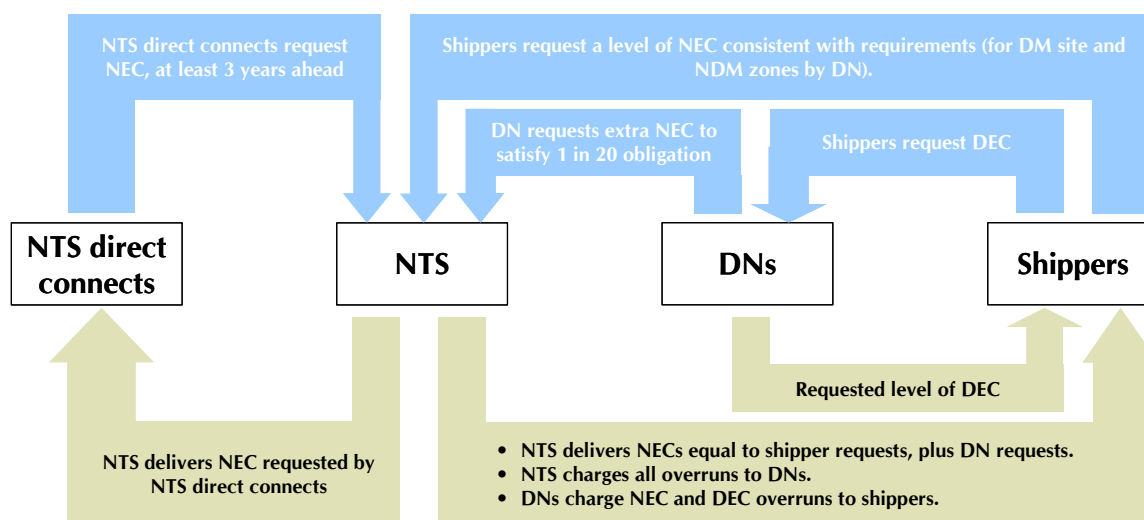 NTS direct connects request
NEC, at least 3 years ahead
Shippers request a level of NEC consistent with requirements (for DM site and
NDM zones by DN).
DN requests extra NEC to
satisfy 1 in 20 obligation
Shippers request DEC
NTS direct
connects
NTS
DNs
Shippers
Requested level of DEC
NTS delivers NEC requested by
NTS direct connects
• NTS delivers NECs equal to shipper requests, plus DN requests.
• NTS charges all overruns to DNs.
• DNs charge NEC and DEC overruns to shippers.